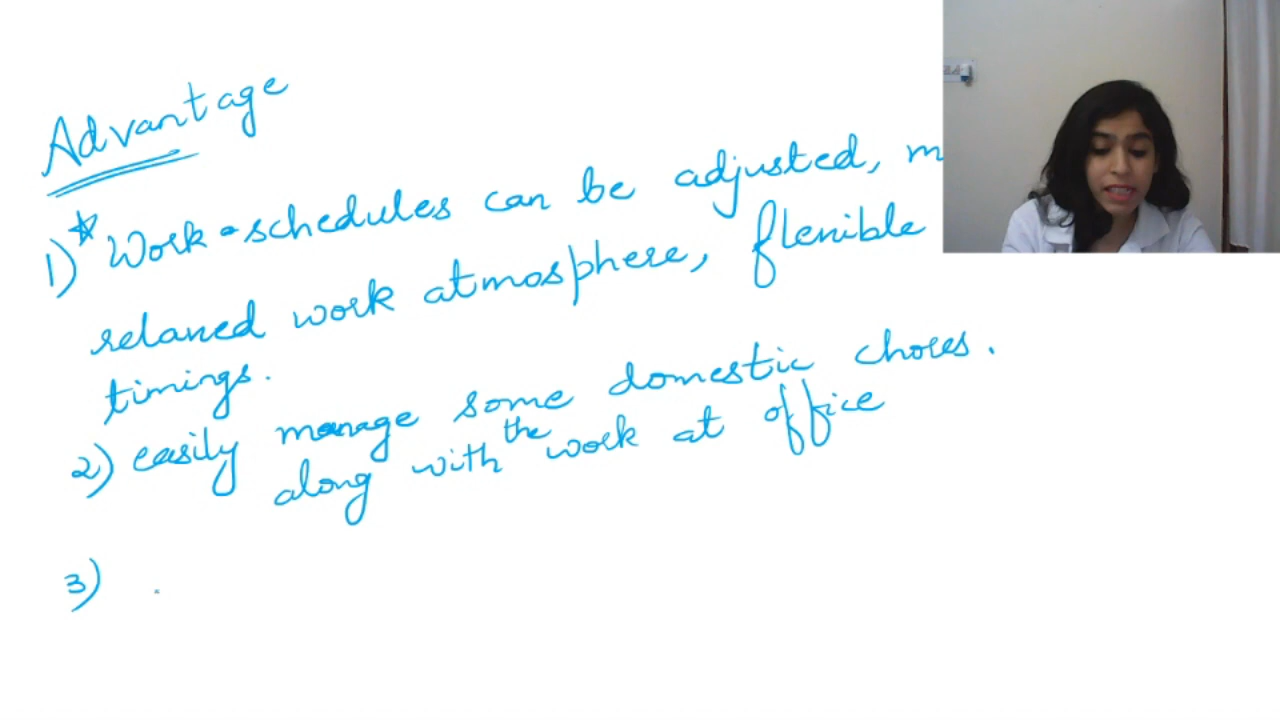 Advantage
1) * Work-schedules can be adjusted, m
relaxed work atmosphere, flexible
timings.
2) easily manage some domestic chores.
along with the work at office
3) .